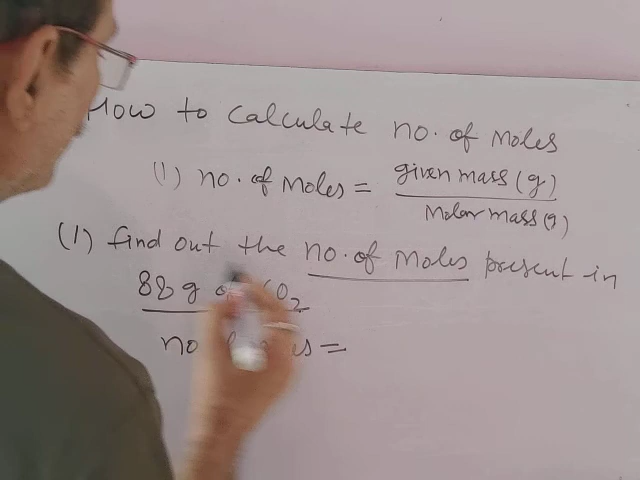 How to calculate no. of moles
(1) no. of moles = given mass (g)
Molar mass (g)
(1) find out the no. of moles present in
88 g CO2
no =